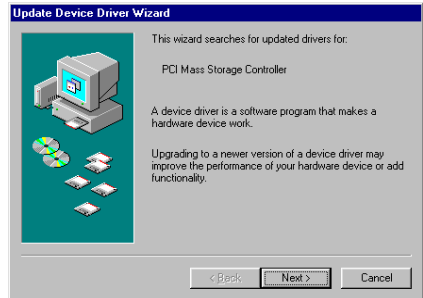 Update Device Driver Wizard
This wizard searches for updated drivers for:
PCI Mass Storage Controller
A device driver is a software program that makes a
hardware device work.
Upgrading to a newer version of a device driver may
improve the performance of your hardware device or add
functionality.
< Back
Next >
Cancel